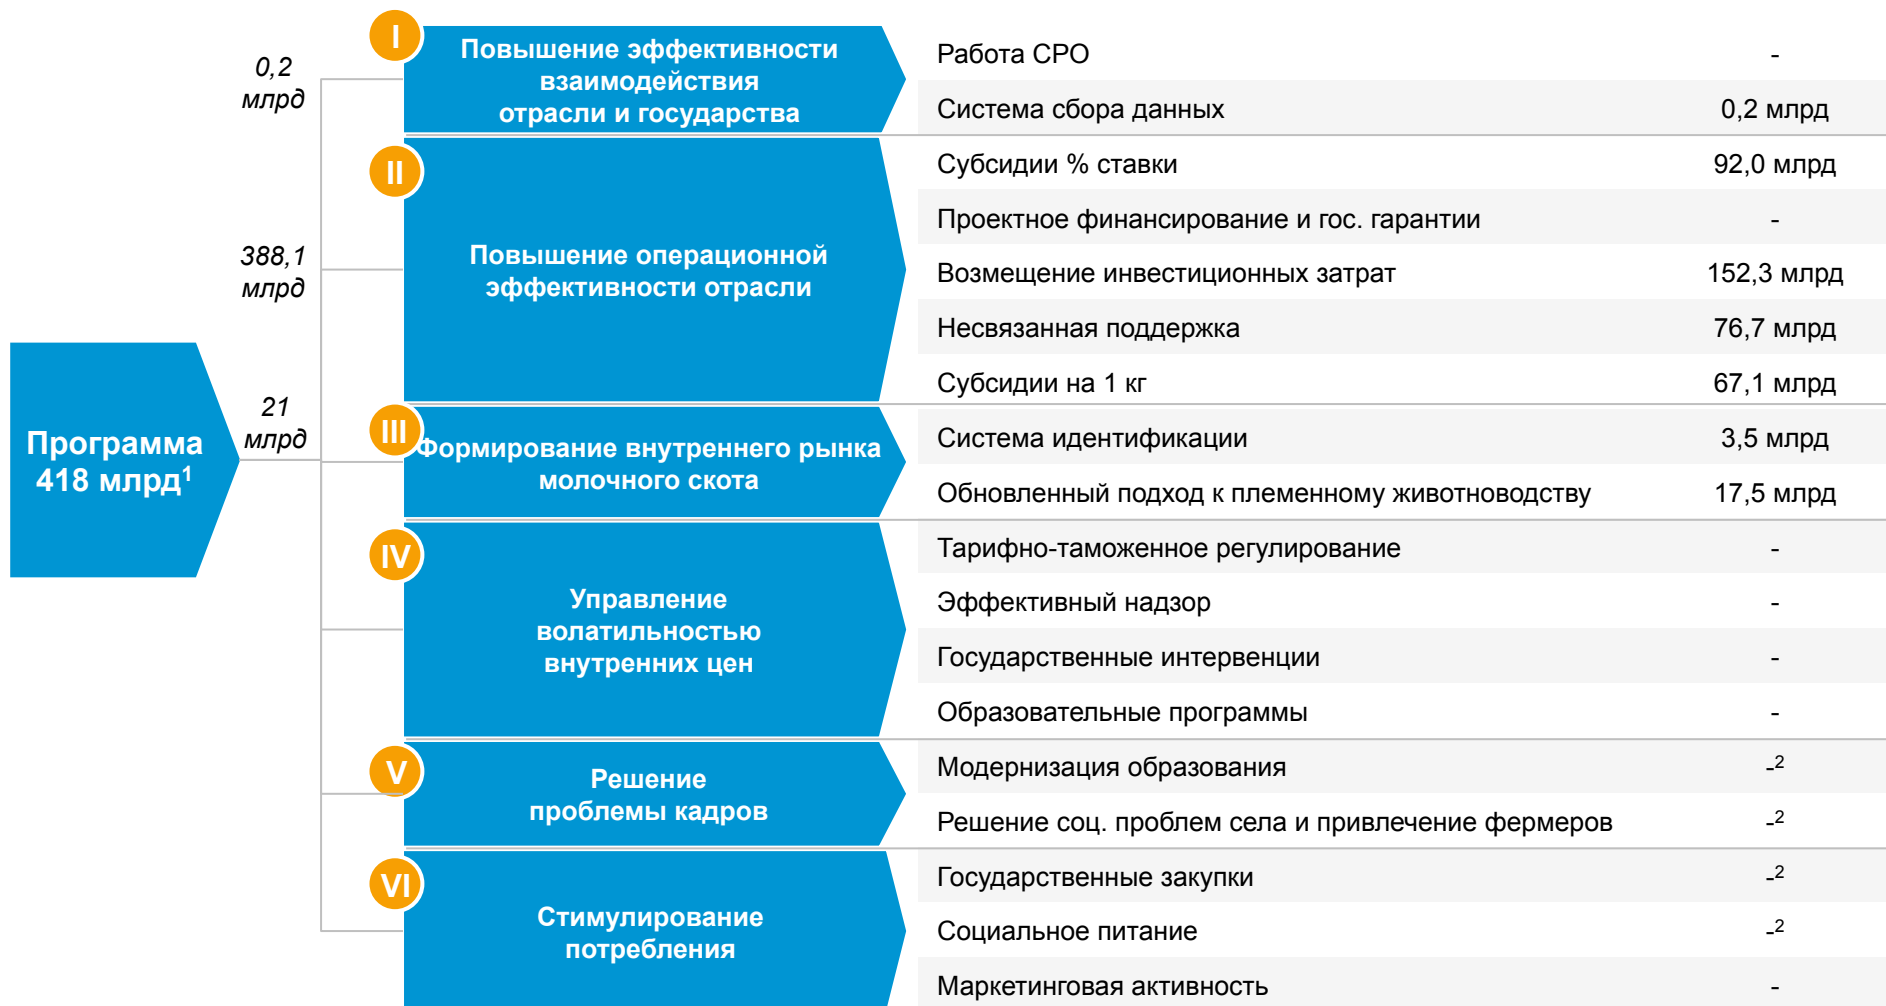 Программа
418 млрд¹
0,2
млрд
I
Повышение эффективности
взаимодействия
отрасли и государства
Работа СРО -
Система сбора данных 0,2 млрд
388,1
млрд
II
Повышение операционной
эффективности отрасли
Субсидии % ставки 92,0 млрд
Проектное финансирование и гос. гарантии -
Возмещение инвестиционных затрат 152,3 млрд
Несвязанная поддержка 76,7 млрд
Субсидии на 1 кг 67,1 млрд
21
млрд
III
Формирование внутреннего рынка
молочного скота
Система идентификации 3,5 млрд
Обновленный подход к племенному животноводству 17,5 млрд
IV
Управление
волатильностью
внутренних цен
Тарифно-таможенное регулирование -
Эффективный надзор -
Государственные интервенции -
Образовательные программы -
V
Решение
проблемы кадров
Модернизация образования -²
Решение соц. проблем села и привлечение фермеров -²
VI
Стимулирование
потребления
Государственные закупки -²
Социальное питание -²
Маркетинговая активность -